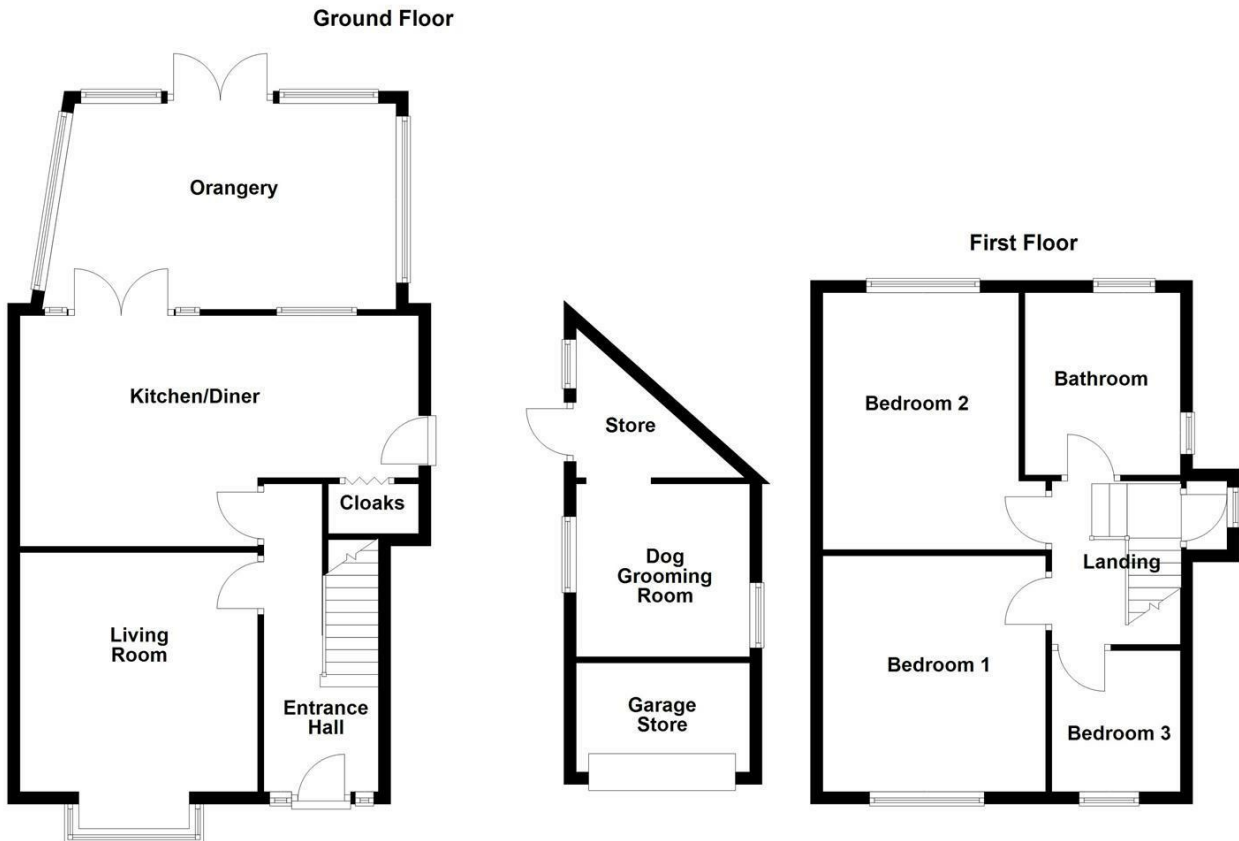 Ground Floor
Orangery
Kitchen/Diner
Cloaks
Living
Room
Entrance
Hall
Store
Dog
Grooming
Room
Garage
Store
First Floor
Bedroom 2
Bathroom
Landing
Bedroom 1
Bedroom 3